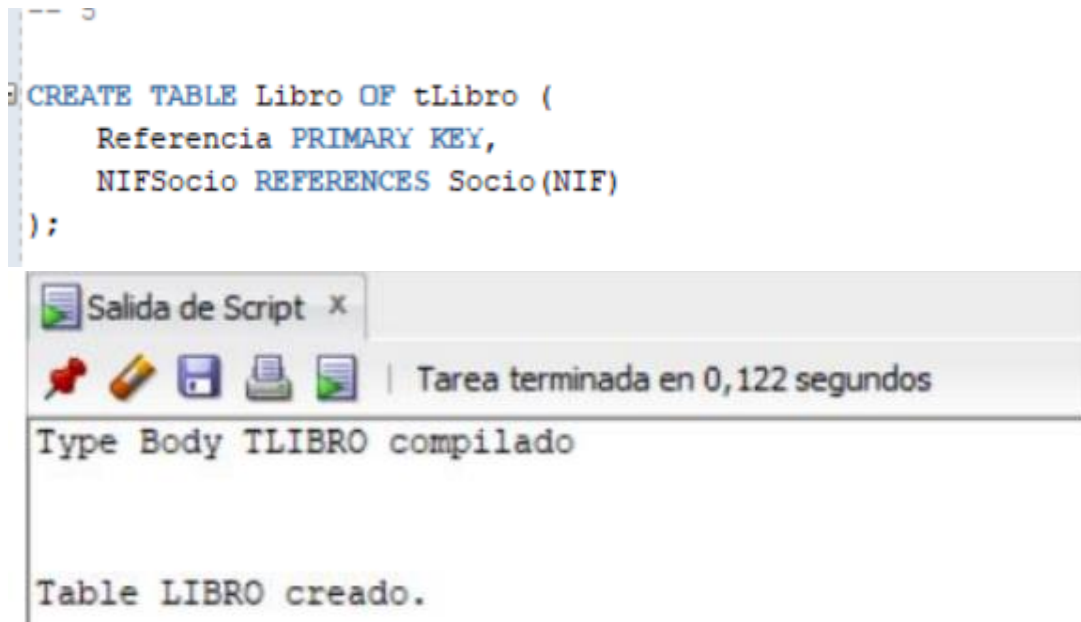 CREATE TABLE Libro OF tLibro (
Referencia PRIMARY KEY,
NIFSocio REFERENCES Socio(NIF)
);
Salida de Script x
Tarea terminada en 0,122 segundos
Type Body TLIBRO compilado
Table LIBRO creado.